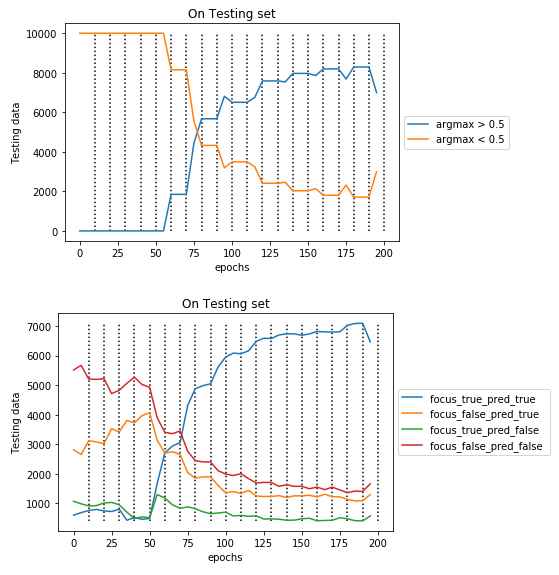 On Testing set
10000
8000
6000
4000
2000
0
Testing data
0 25 50 75 100 125 150 175 200
epochs
argmax > 0.5
argmax < 0.5
On Testing set
7000
6000
5000
4000
3000
2000
1000
Testing data
0 25 50 75 100 125 150 175 200
epochs
focus_true_pred_true
focus_false_pred_true
focus_true_pred_false
focus_false_pred_false